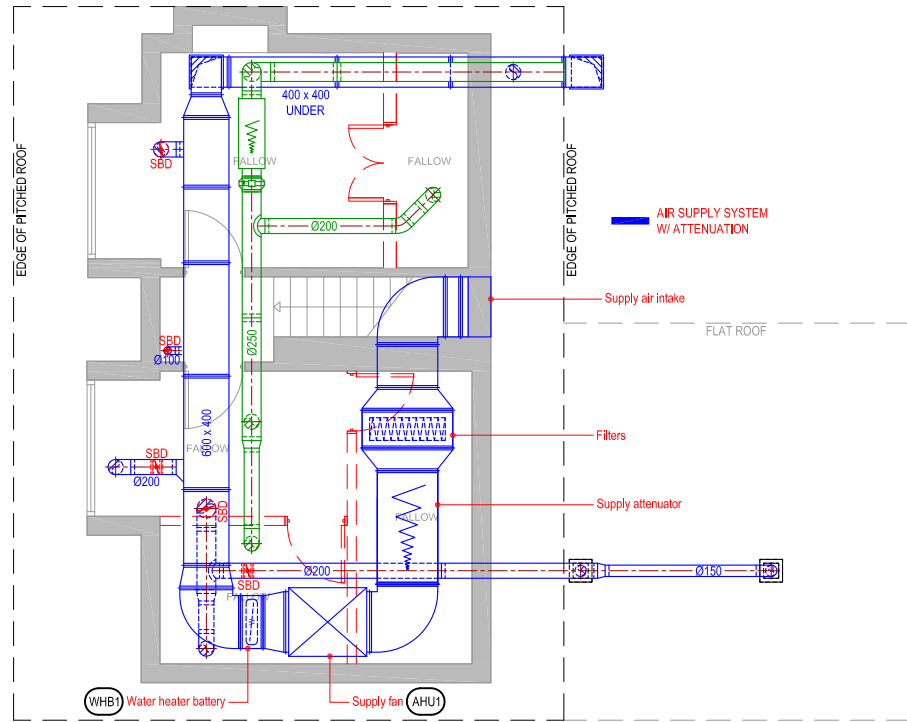 EDGE OF PITCHED ROOF
400 x 400
UNDER
SBD
FALLOW
FALLOW
Ø200
EDGE OF PITCHED ROOF
AIR SUPPLY SYSTEM
W/ ATTENUATION
Supply air intake
FLAT ROOF
SBD
Ø100
Ø250
600 x 400
Filters
FALLOW
SBD
Ø200
Supply attenuator
FALLOW
SBD
SBD
Ø200
Ø150
FALLOW
WHB1 Water heater battery
Supply fan AHU1